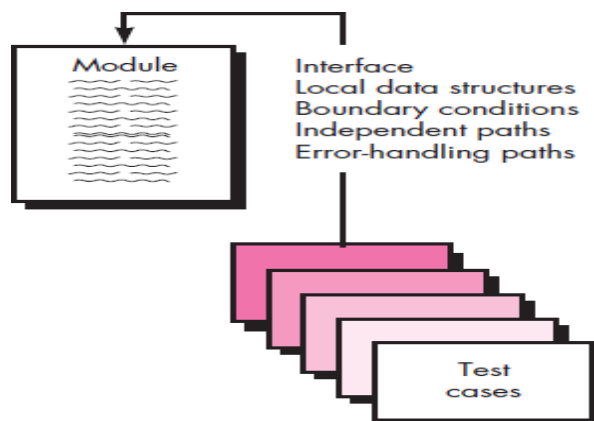 Module
Interface
Local data structures
Boundary conditions
Independent paths
Error-handling paths
Test
cases